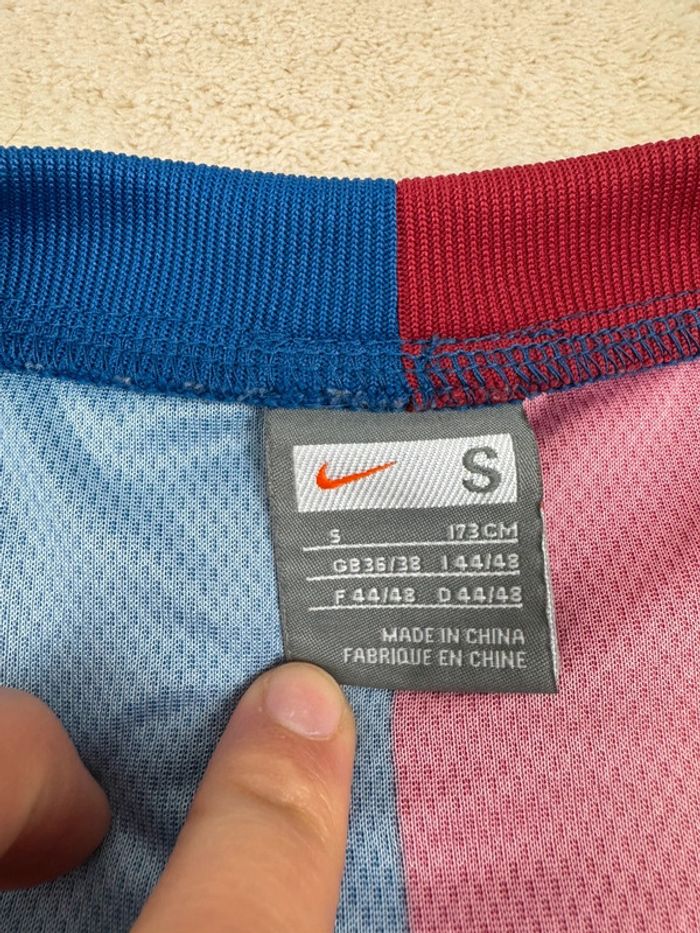 S
S 173CM
GB36/38 I 44/48
F 44/48 D 44/48
MADE IN CHINA
FABRIQUE EN CHINE